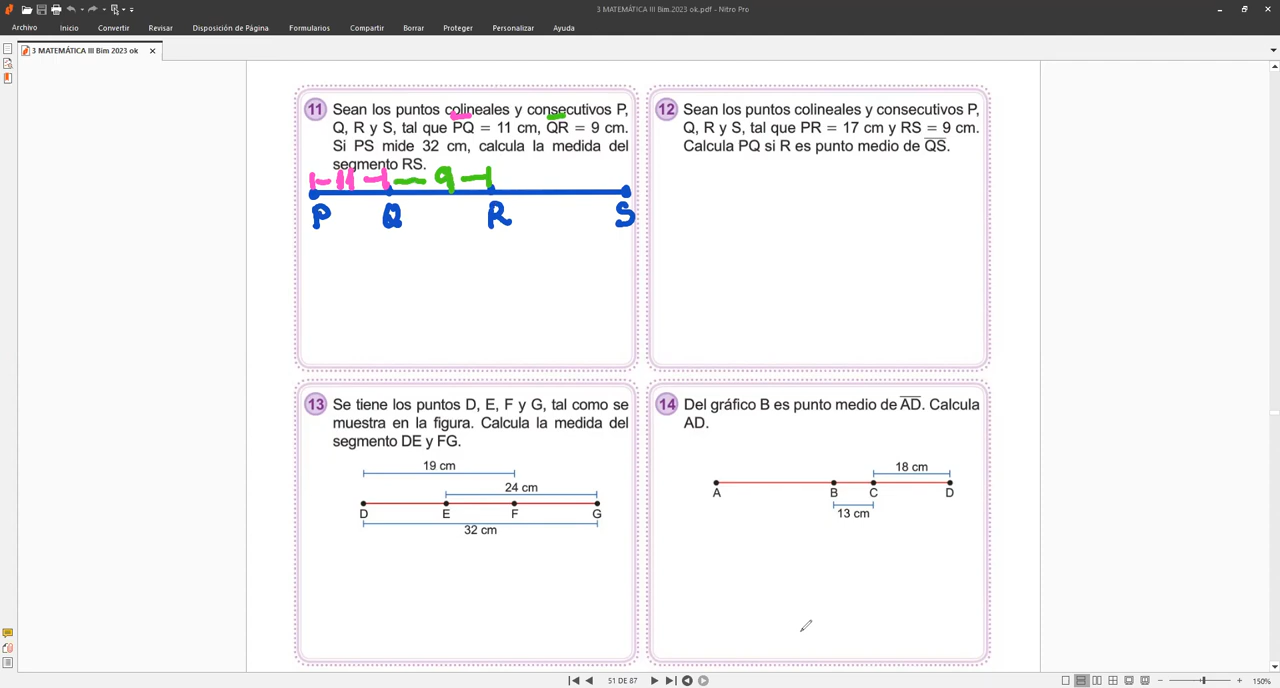 3 MATEMÁTICA III Bim.2023 ok.pdf - Nitro Pro
Archivo Inicio Convertir Revisar Disposición de Página Formularios Compartir Borrar Proteger Personalizar Ayuda
3 MATEMÁTICA III Bim 2023 ok
11 Sean los puntos colineales y consecutivos P,
Q, R y S, tal que PQ = 11 cm, QR = 9 cm.
Si PS mide 32 cm, calcula la medida del
segmento RS.
11 9
P Q R S
12 Sean los puntos colineales y consecutivos P,
Q, R y S, tal que PR = 17 cm y RS = 9 cm.
Calcula PQ si R es punto medio de QS.
13 Se tiene los puntos D, E, F y G, tal como se
muestra en la figura. Calcula la medida del
segmento DE y FG.
19 cm
24 cm
D E F G
32 cm
14 Del gráfico B es punto medio de AD. Calcula
AD.
18 cm
A B C D
13 cm
51 DE 87
150%